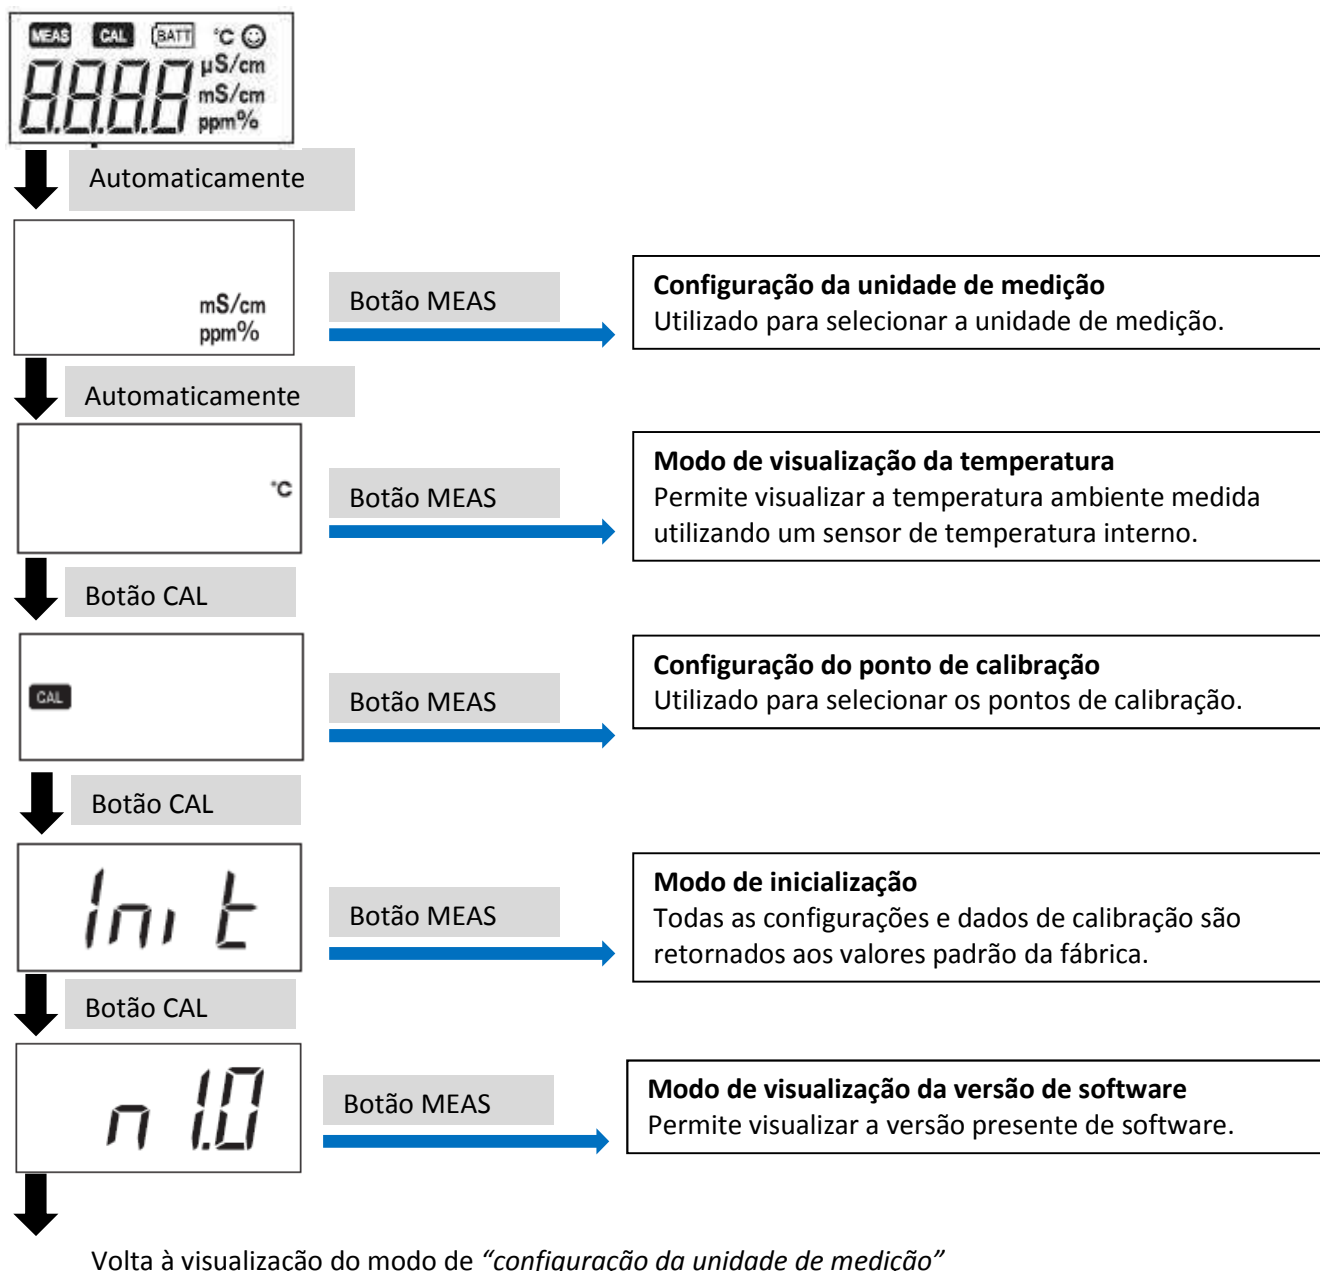 MEAS CAL BATT °C
8.8.8.8 µS/cm
mS/cm
ppm%
Automaticamente
mS/cm
ppm%
Botão MEAS
Configuração da unidade de medição
Utilizado para selecionar a unidade de medição.
Automaticamente
°C
Botão MEAS
Modo de visualização da temperatura
Permite visualizar a temperatura ambiente medida
utilizando um sensor de temperatura interno.
Botão CAL
CAL
Botão MEAS
Configuração do ponto de calibração
Utilizado para selecionar os pontos de calibração.
Botão CAL
Init
Botão MEAS
Modo de inicialização
Todas as configurações e dados de calibração são
retornados aos valores padrão da fábrica.
Botão CAL
n 1.0
Botão MEAS
Modo de visualização da versão de software
Permite visualizar a versão presente de software.
Volta à visualização do modo de “configuração da unidade de medição”